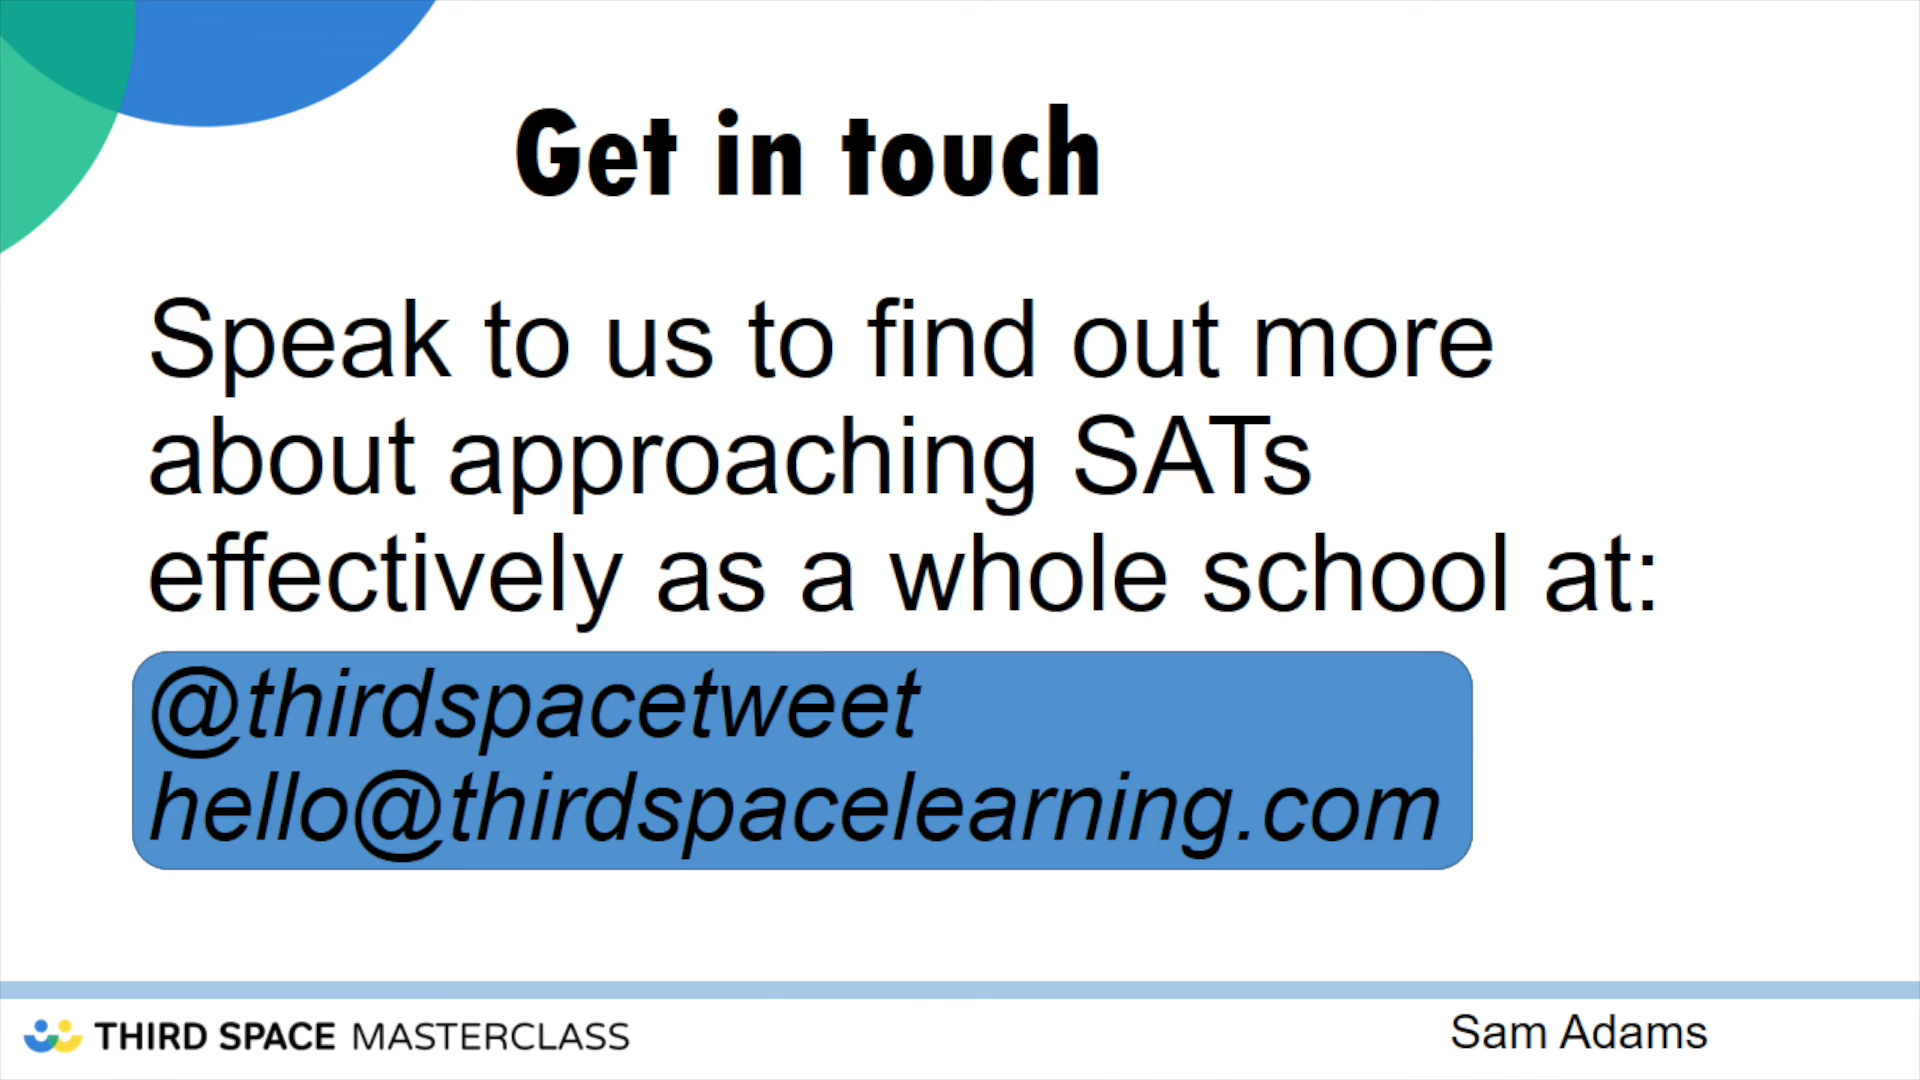 Get in touch
Speak to us to find out more
about approaching SATs
effectively as a whole school at:
@thirdspacetweet
hello@thirdspacelearning.com
THIRD SPACE MASTERCLASS
Sam Adams